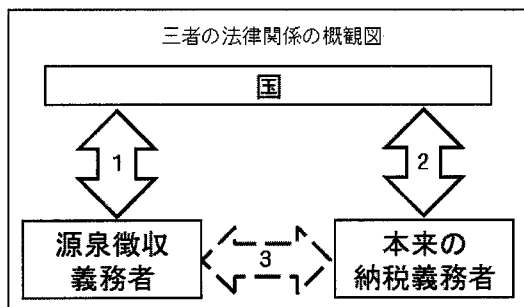 三者の法律関係の概観図
国
1
2
源泉徴収
義務者
3
本来の
納税義務者